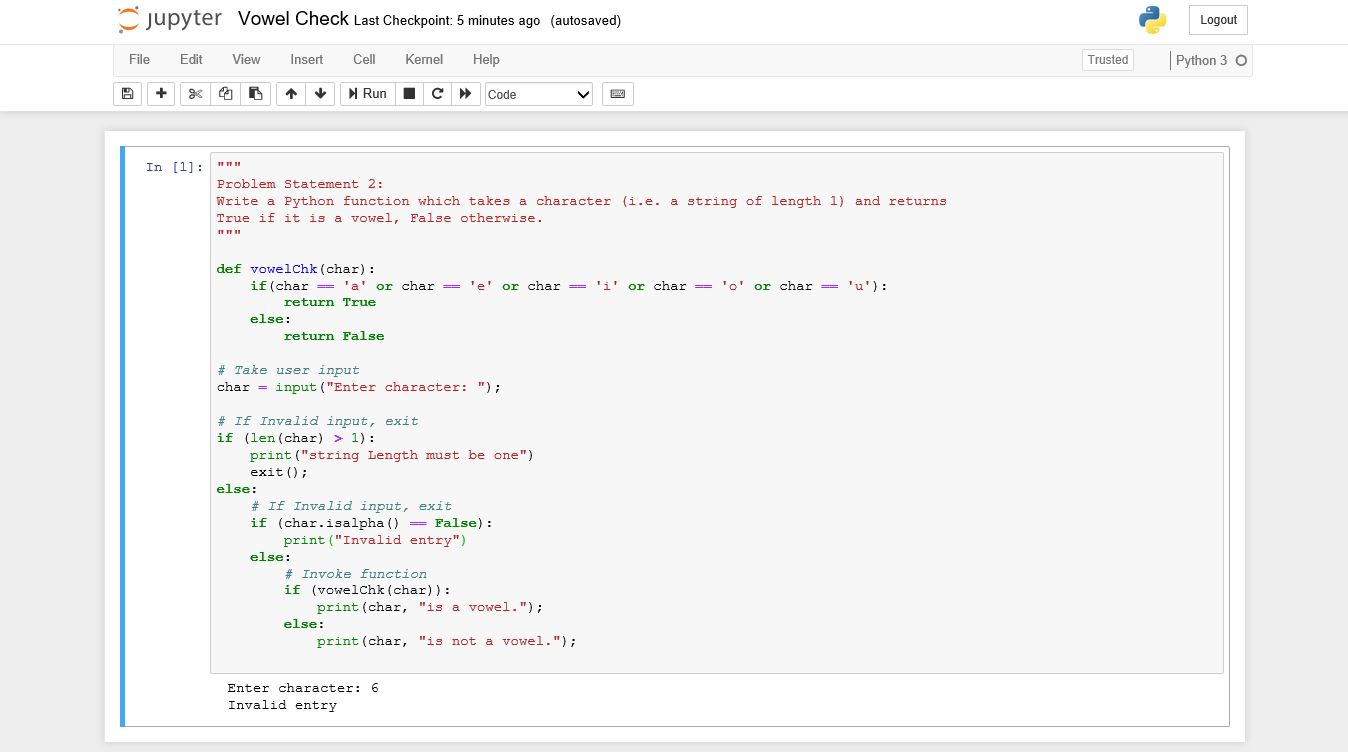 jupyter Vowel Check Last Checkpoint: 5 minutes ago (autosaved)
Logout
File Edit View Insert Cell Kernel Help
Trusted
Python 3
Run
Code
In [1]:
"""
Problem Statement 2:
Write a Python function which takes a character (i.e. a string of length 1) and returns
True if it is a vowel, False otherwise.
"""
def vowelChk(char):
    if(char == 'a' or char == 'e' or char == 'i' or char == 'o' or char == 'u'):
        return True
    else:
        return False
# Take user input
char = input("Enter character: ");
# If Invalid input, exit
if (len(char) > 1):
    print("string Length must be one")
    exit();
else:
    # If Invalid input, exit
    if (char.isalpha() == False):
        print("Invalid entry")
    else:
        # Invoke function
        if (vowelChk(char)):
            print(char, "is a vowel.");
        else:
            print(char, "is not a vowel.");
Enter character: 6
Invalid entry